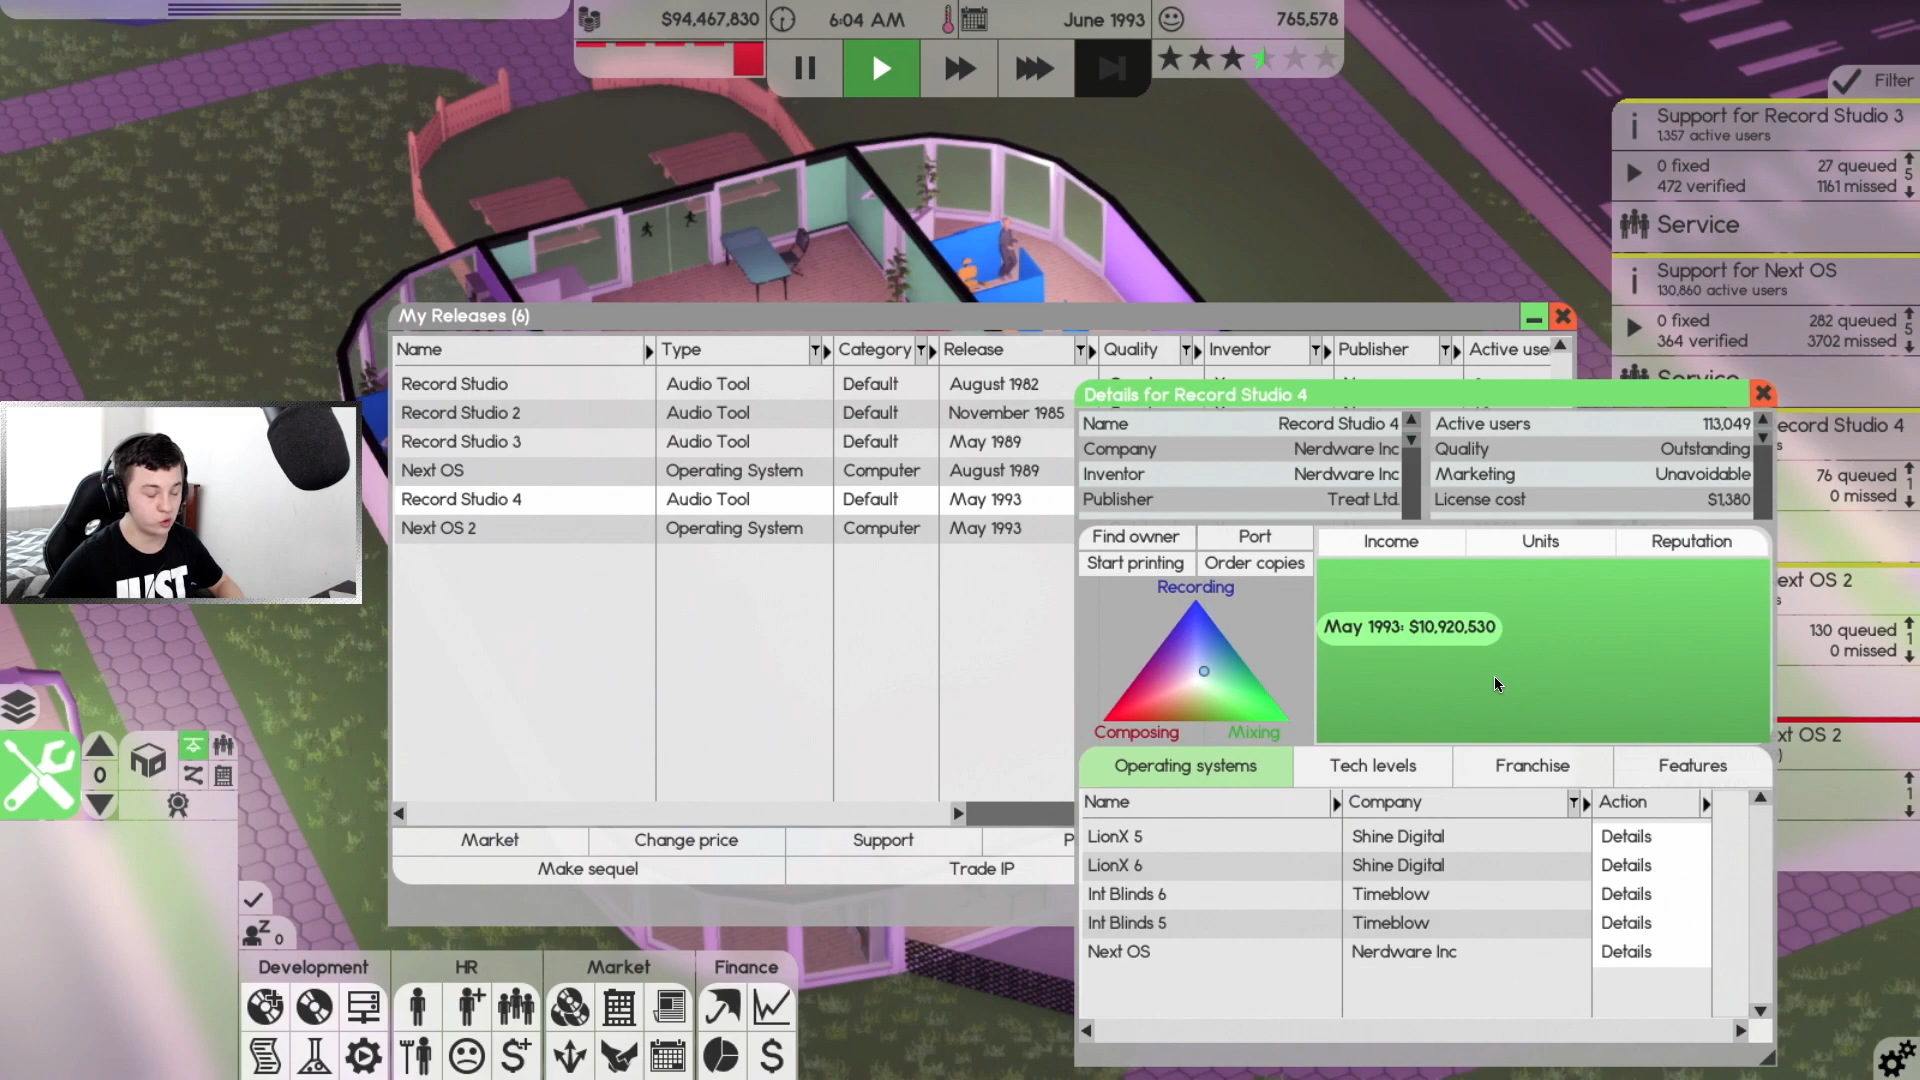 $94,467,830
6:04 AM
June 1993
765,578
Filter
Support for Record Studio 3
1,357 active users
0 fixed 27 queued 5
472 verified 1161 missed
Service
Support for Next OS
130,860 active users
0 fixed 282 queued 5
364 verified 3702 missed
Service
ecord Studio 4
s
76 queued 1
0 missed
ext OS 2
s
130 queued 1
0 missed
xt OS 2
)
1
My Releases (6)
Name Type Category Release Quality Inventor Publisher Active use
Record Studio Audio Tool Default August 1982
Record Studio 2 Audio Tool Default November 1985
Record Studio 3 Audio Tool Default May 1989
Next OS Operating System Computer August 1989
Record Studio 4 Audio Tool Default May 1993
Next OS 2 Operating System Computer May 1993
Market Change price Support P
Make sequel Trade IP
Details for Record Studio 4
Name Record Studio 4 Active users 113,049
Company Nerdware Inc Quality Outstanding
Inventor Nerdware Inc Marketing Unavoidable
Publisher Treat Ltd. License cost $1,380
Find owner Port Income Units Reputation
Start printing Order copies
Recording
May 1993: $10,920,530
Composing Mixing
Operating systems Tech levels Franchise Features
Name Company Action
LionX 5 Shine Digital Details
LionX 6 Shine Digital Details
Int Blinds 6 Timeblow Details
Int Blinds 5 Timeblow Details
Next OS Nerdware Inc Details
JUST
0
Z 0
Development HR Market Finance